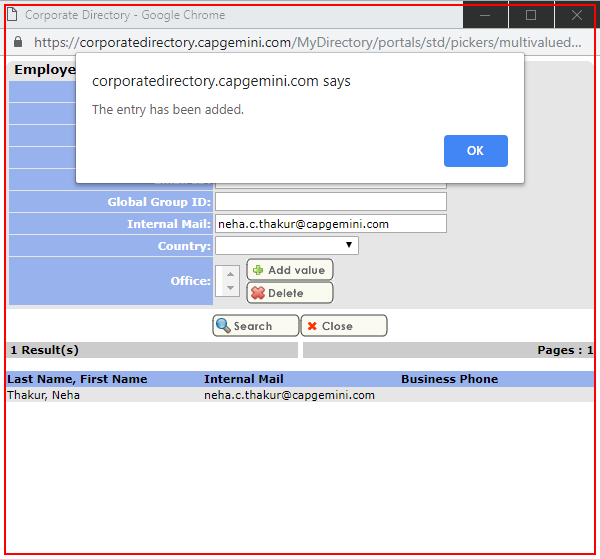 Corporate Directory - Google Chrome
https://corporatedirectory.capgemini.com/MyDirectory/portals/std/pickers/multivalued...
Employe
corporatedirectory.capgemini.com says
The entry has been added.
OK
Global Group ID:
Internal Mail: neha.c.thakur@capgemini.com
Country:
Office: Add value
Delete
Search Close
1 Result(s) Pages : 1
Last Name, First Name Internal Mail Business Phone
Thakur, Neha neha.c.thakur@capgemini.com